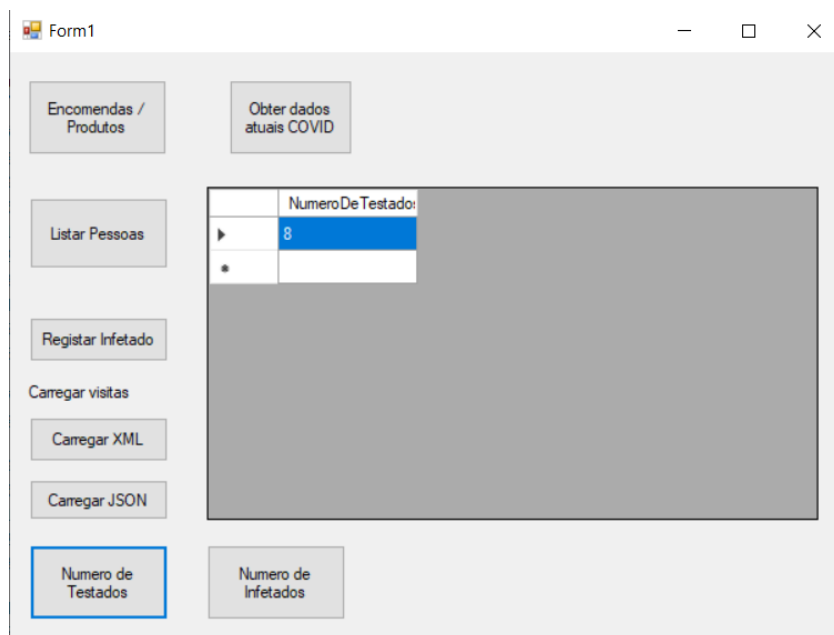 Form1
Encomendas /
Produtos
Obter dados
atuais COVID
Listar Pessoas
NumeroDeTestado
8
Registar Infetado
Carregar visitas
Carregar XML
Carregar JSON
Numero de
Testados
Numero de
Infetados